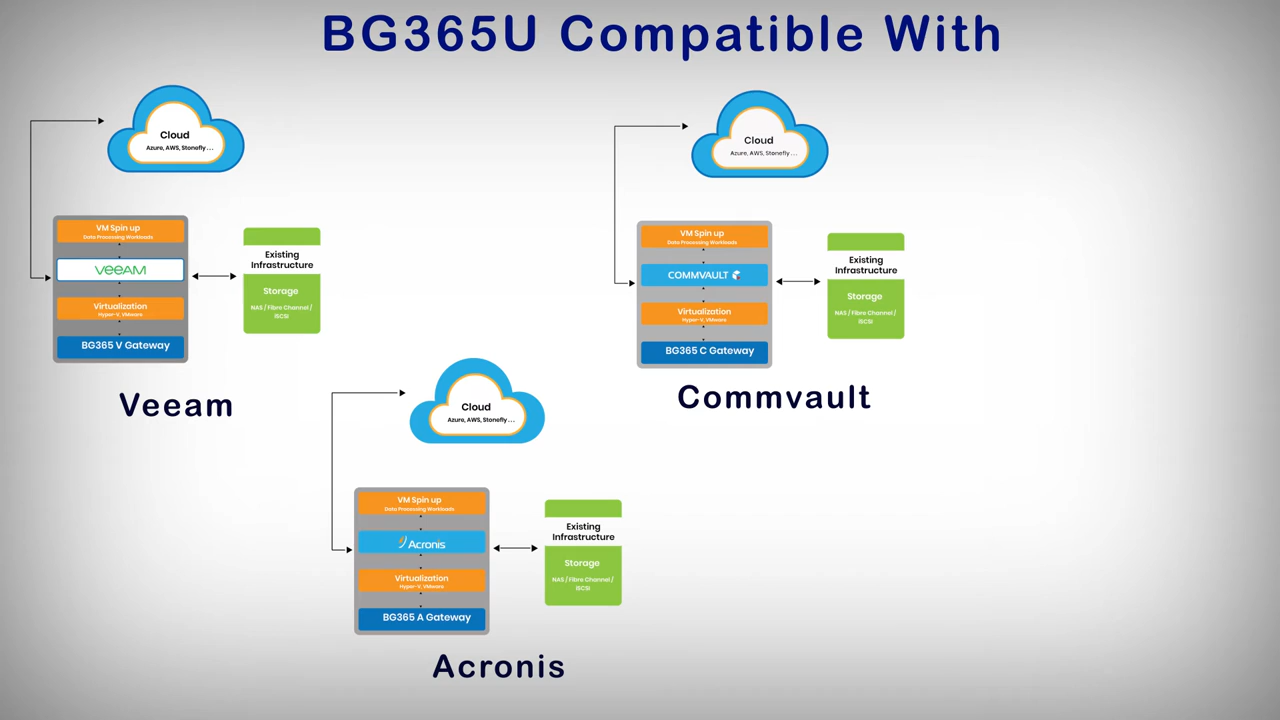 BG365U Compatible With
Cloud
Azure, AWS, Stonefly ...
VM Spin up
Data Processing Workloads
veeAM
Virtualization
Hyper-V, VMware
BG365 V Gateway
Existing
Infrastructure
Storage
NAS / Fibre Channel /
iSCSI
Veeam
Cloud
Azure, AWS, Stonefly ...
VM Spin up
Data Processing Workloads
COMMVAULT
Virtualization
Hyper-V, VMware
BG365 C Gateway
Existing
Infrastructure
Storage
NAS / Fibre Channel /
iSCSI
Commvault
Cloud
Azure, AWS, Stonefly ...
VM Spin up
Data Processing Workloads
Acronis
Virtualization
Hyper-V, VMware
BG365 A Gateway
Existing
Infrastructure
Storage
NAS / Fibre Channel /
iSCSI
Acronis